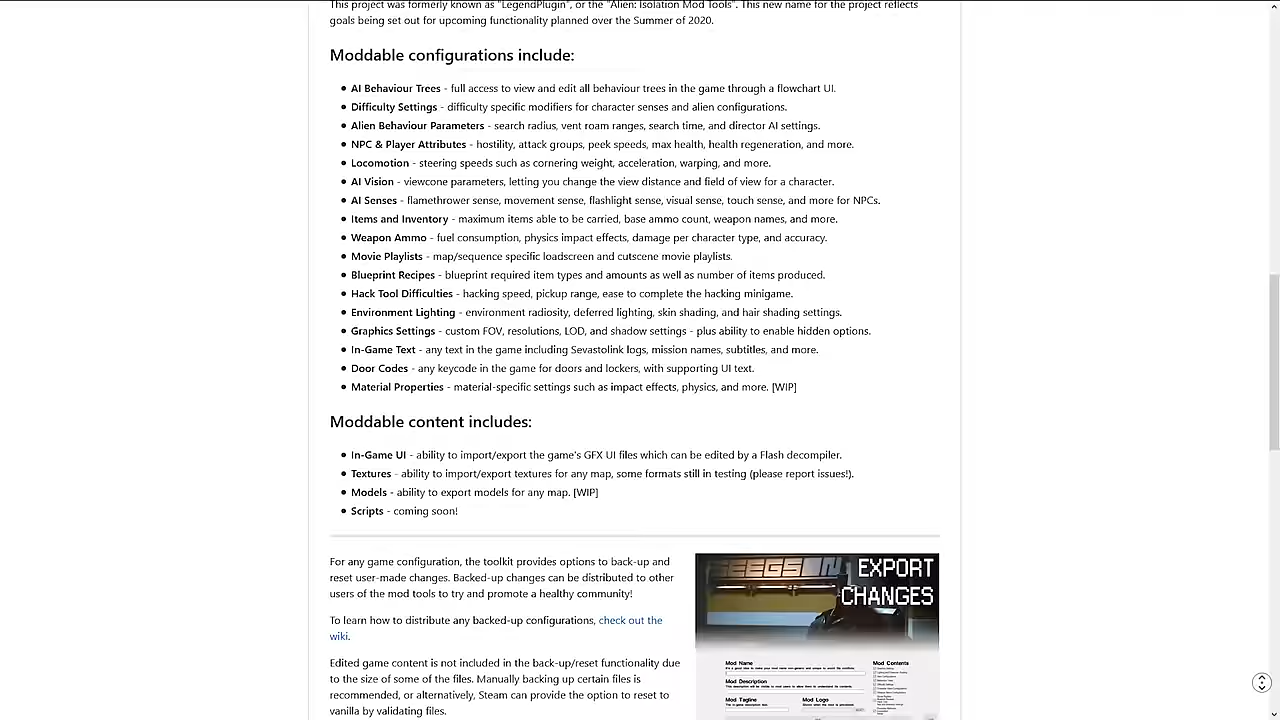 This project was formerly known as "LegendPlugin", or the "Alien: Isolation Mod Tools". This new name for the project reflects
goals being set out for upcoming functionality planned over the Summer of 2020.
Moddable configurations include:
AI Behaviour Trees - full access to view and edit all behaviour trees in the game through a flowchart UI.
Difficulty Settings - difficulty specific modifiers for character senses and alien configurations.
Alien Behaviour Parameters - search radius, vent roam ranges, search time, and director AI settings.
NPC & Player Attributes - hostility, attack groups, peek speeds, max health, health regeneration, and more.
Locomotion - steering speeds such as cornering weight, acceleration, warping, and more.
AI Vision - viewcone parameters, letting you change the view distance and field of view for a character.
AI Senses - flamethrower sense, movement sense, flashlight sense, visual sense, touch sense, and more for NPCs.
Items and Inventory - maximum items able to be carried, base ammo count, weapon names, and more.
Weapon Ammo - fuel consumption, physics impact effects, damage per character type, and accuracy.
Movie Playlists - map/sequence specific loadscreen and cutscene movie playlists.
Blueprint Recipes - blueprint required item types and amounts as well as number of items produced.
Hack Tool Difficulties - hacking speed, pickup range, ease to complete the hacking minigame.
Environment Lighting - environment radiosity, deferred lighting, skin shading, and hair shading settings.
Graphics Settings - custom FOV, resolutions, LOD, and shadow settings - plus ability to enable hidden options.
In-Game Text - any text in the game including Sevastolink logs, mission names, subtitles, and more.
Door Codes - any keycode in the game for doors and lockers, with supporting UI text.
Material Properties - material-specific settings such as impact effects, physics, and more. [WIP]
Moddable content includes:
In-Game UI - ability to import/export the game's GFX UI files which can be edited by a Flash decompiler.
Textures - ability to import/export textures for any map, some formats still in testing (please report issues!).
Models - ability to export models for any map. [WIP]
Scripts - coming soon!
For any game configuration, the toolkit provides options to back-up and
reset user-made changes. Backed-up changes can be distributed to other
users of the mod tools to try and promote a healthy community!
To learn how to distribute any backed-up configurations, check out the
wiki.
Edited game content is not included in the back-up/reset functionality due
to the size of some of the files. Manually backing up certain files is
recommended, or alternatively, Steam can provide the option to reset to
vanilla by validating files.
SEEGSON
EXPORT
CHANGES
Mod Name
Mod Description
Mod Tagline
Mod Logo
Mod Contents